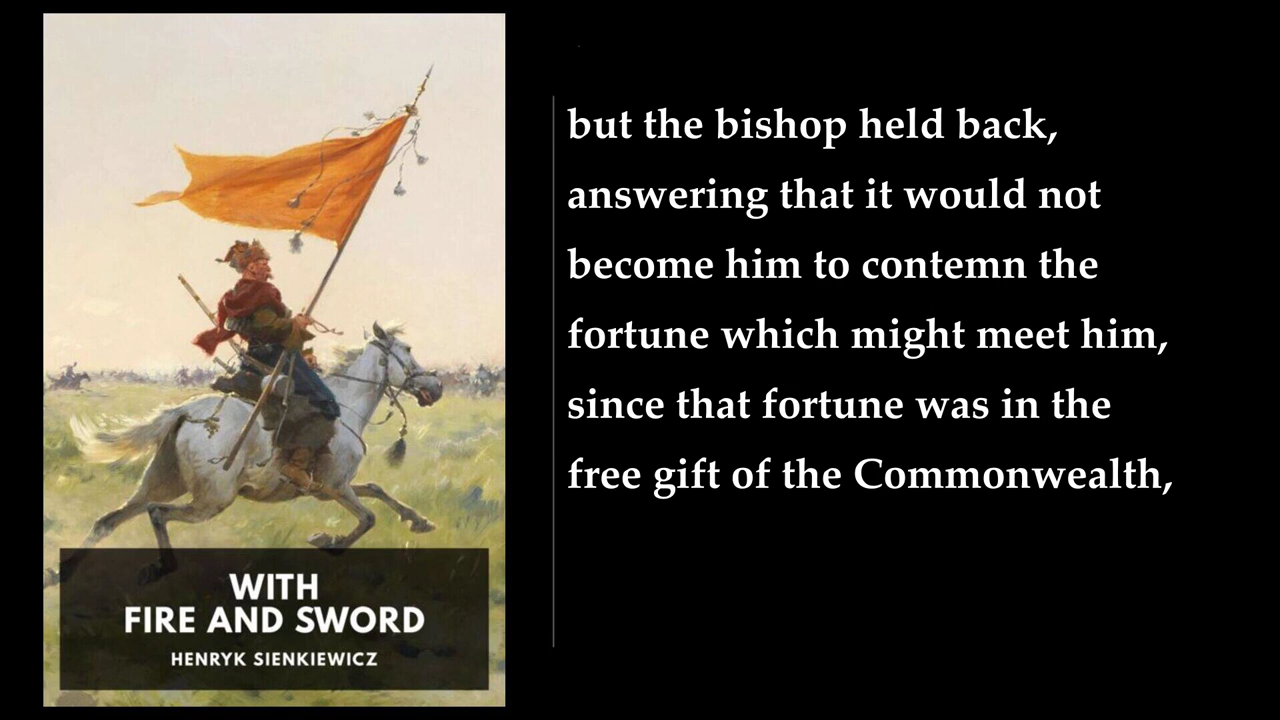 but the bishop held back,
answering that it would not
become him to contemn the
fortune which might meet him,
since that fortune was in the
free gift of the Commonwealth,
WITH
FIRE AND SWORD
HENRYK SIENKIEWICZ